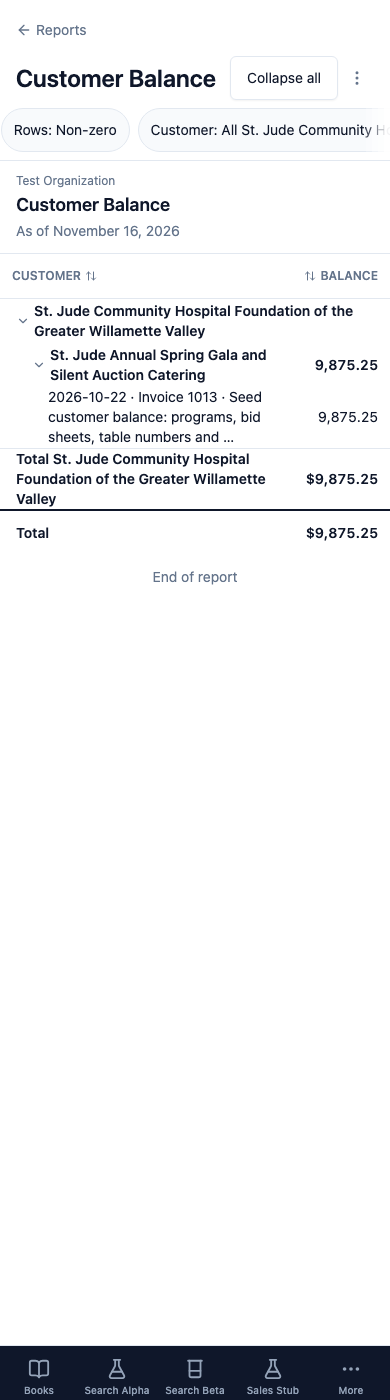 Reports
Customer Balance
Collapse all
Rows: Non-zero
Customer: All St. Jude Community
Test Organization
Customer Balance
As of November 16, 2026
CUSTOMER
BALANCE
St. Jude Community Hospital Foundation of the
Greater Willamette Valley
St. Jude Annual Spring Gala and
Silent Auction Catering
9,875.25
2026-10-22 · Invoice 1013 · Seed
customer balance: programs, bid
sheets, table numbers and ...
9,875.25
Total St. Jude Community Hospital
Foundation of the Greater Willamette
Valley
$9,875.25
Total
$9,875.25
End of report
Books
Search Alpha
Search Beta
Sales Stub
More